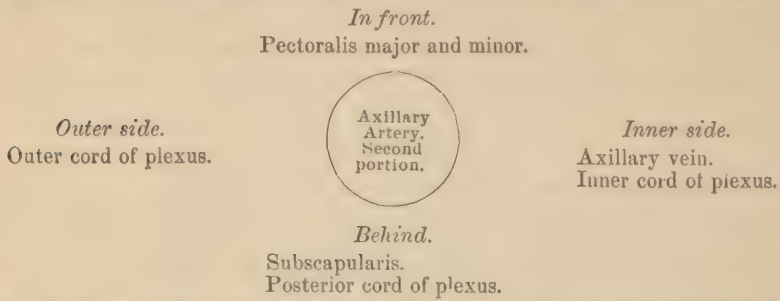 In front.
Pectoralis major and minor.
Outer side.
Outer cord of plexus.
Axillary
Artery.
Second
portion.
Inner side.
Axillary vein.
Inner cord of plexus.
Behind.
Subscapularis.
Posterior cord of plexus.